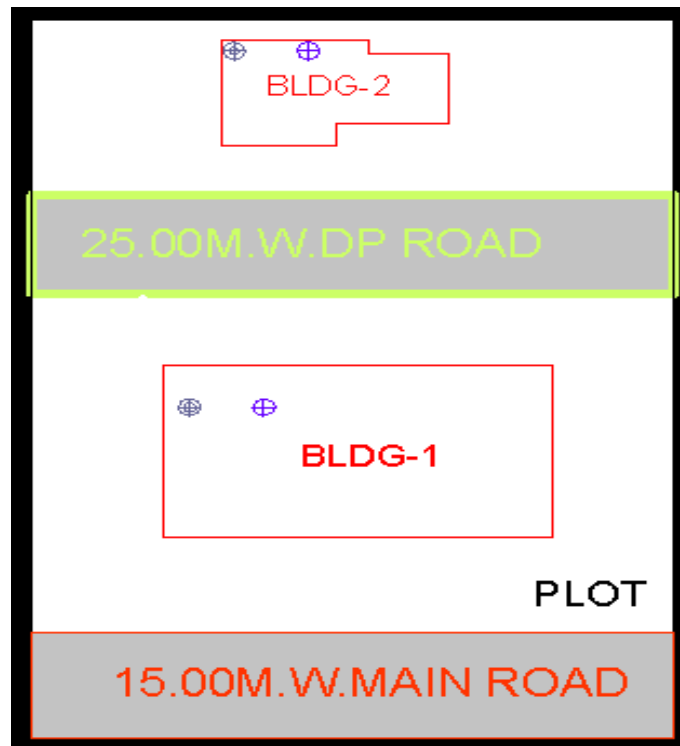 BLDG-2
25.00M.W.DP ROAD
BLDG-1
PLOT
15.00M.W.MAIN ROAD